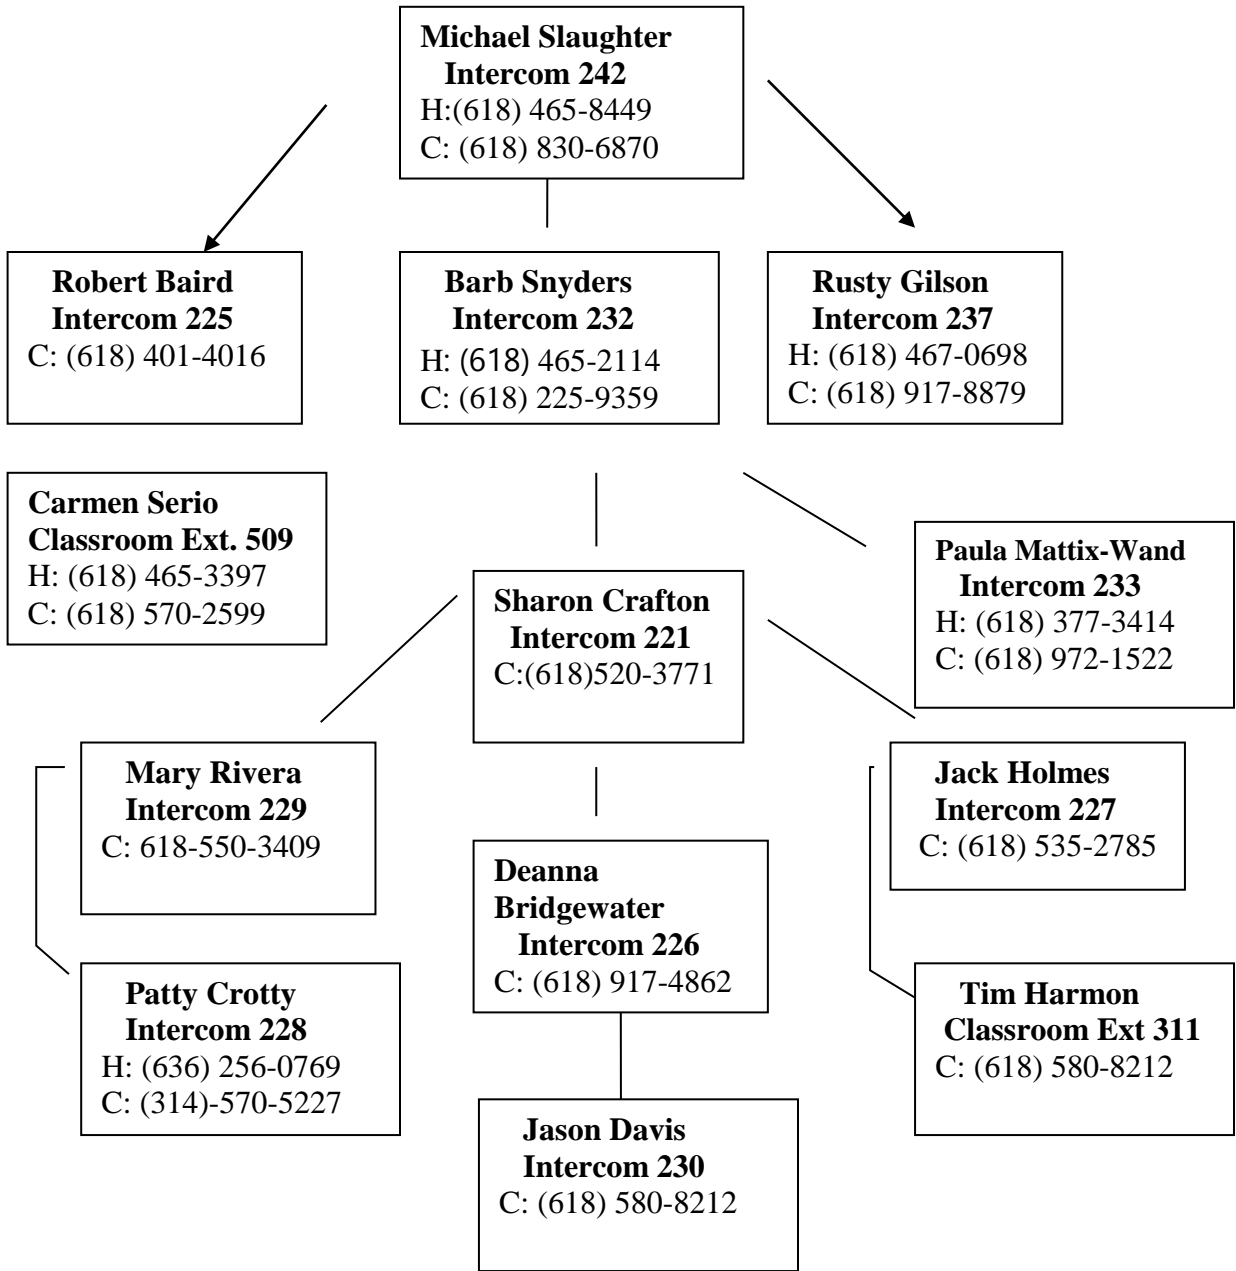 Michael Slaughter
Intercom 242
H:(618) 465-8449
C: (618) 830-6870
Robert Baird
Intercom 225
C: (618) 401-4016
Barb Snyders
Intercom 232
H: (618) 465-2114
C: (618) 225-9359
Rusty Gilson
Intercom 237
H: (618) 467-0698
C: (618) 917-8879
Carmen Serio
Classroom Ext. 509
H: (618) 465-3397
C: (618) 570-2599
Sharon Crafton
Intercom 221
C:(618)520-3771
Paula Mattix-Wand
Intercom 233
H: (618) 377-3414
C: (618) 972-1522
Mary Rivera
Intercom 229
C: 618-550-3409
Deanna
Bridgewater
Intercom 226
C: (618) 917-4862
Jack Holmes
Intercom 227
C: (618) 535-2785
Patty Crotty
Intercom 228
H: (636) 256-0769
C: (314)-570-5227
Jason Davis
Intercom 230
C: (618) 580-8212
Tim Harmon
Classroom Ext 311
C: (618) 580-8212